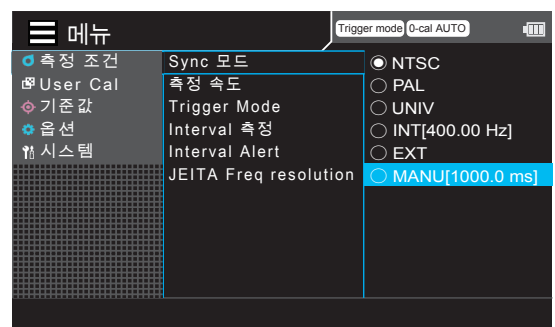 메뉴
Trigger mode 0-cal AUTO
측정 조건
User Cal
기준값
옵션
시스템
Sync 모드
측정 속도
Trigger Mode
Interval 측정
Interval Alert
JEITA Freq resolution
NTSC
PAL
UNIV
INT[400.00 Hz]
EXT
MANU[1000.0 ms]